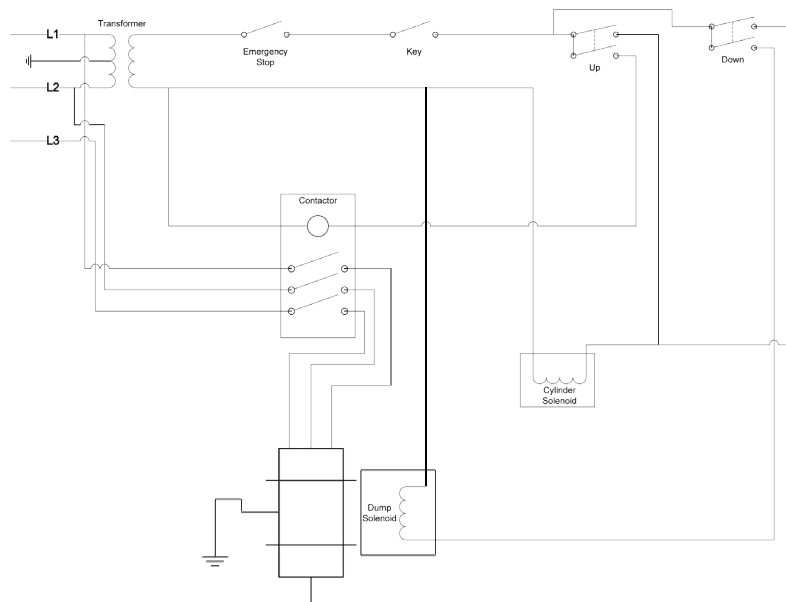 Transformer
L1
Emergency
Stop
Key
Up
Down
L2
L3
Contactor
Cylinder
Solenoid
Dump
Solenoid